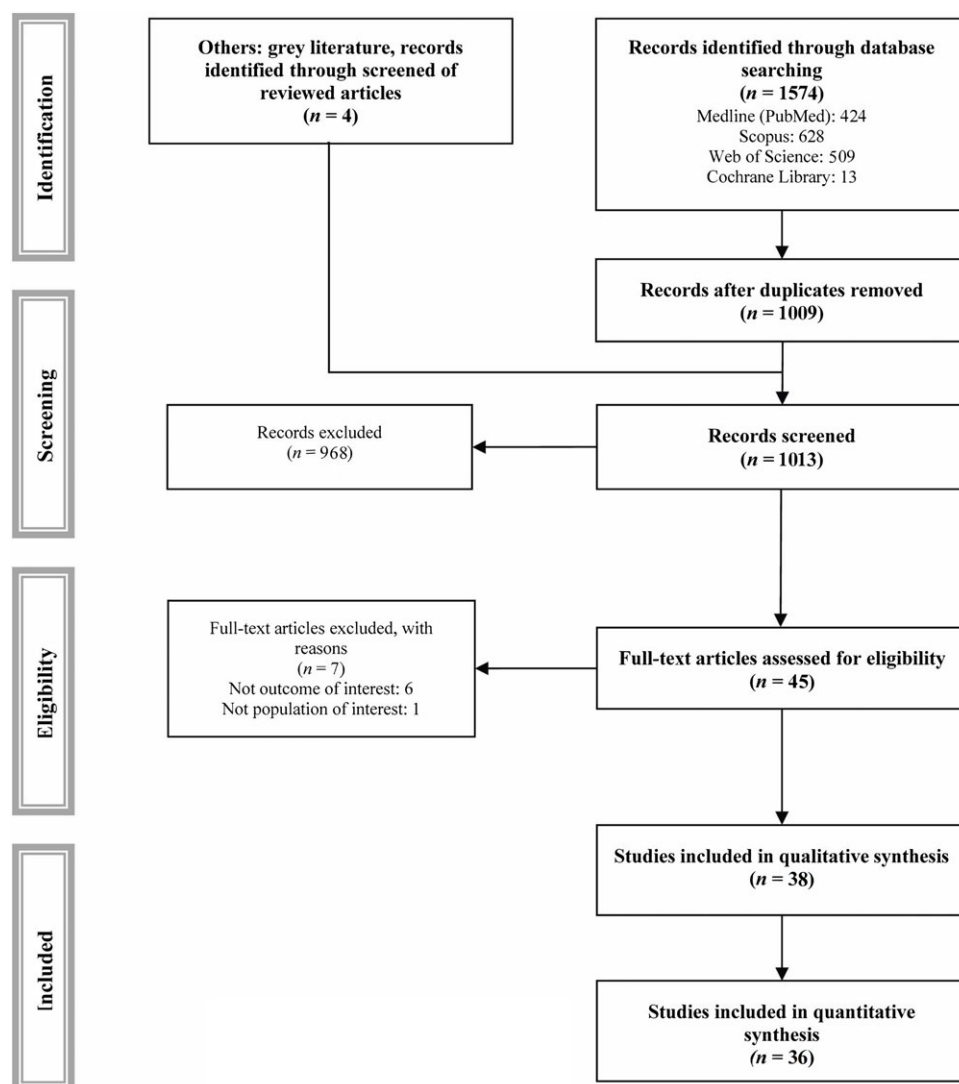 Identification
Others: grey literature, records
identified through screened of
reviewed articles
(n = 4)
Records identified through database
searching
(n = 1574)
Medline (PubMed): 424
Scopus: 628
Web of Science: 509
Cochrane Library: 13
Records after duplicates removed
(n = 1009)
Screening
Records excluded
(n = 968)
Records screened
(n = 1013)
Eligibility
Full-text articles excluded, with
reasons
(n = 7)
Not outcome of interest: 6
Not population of interest: 1
Full-text articles assessed for eligibility
(n = 45)
Included
Studies included in qualitative synthesis
(n = 38)
Studies included in quantitative
synthesis
(n = 36)